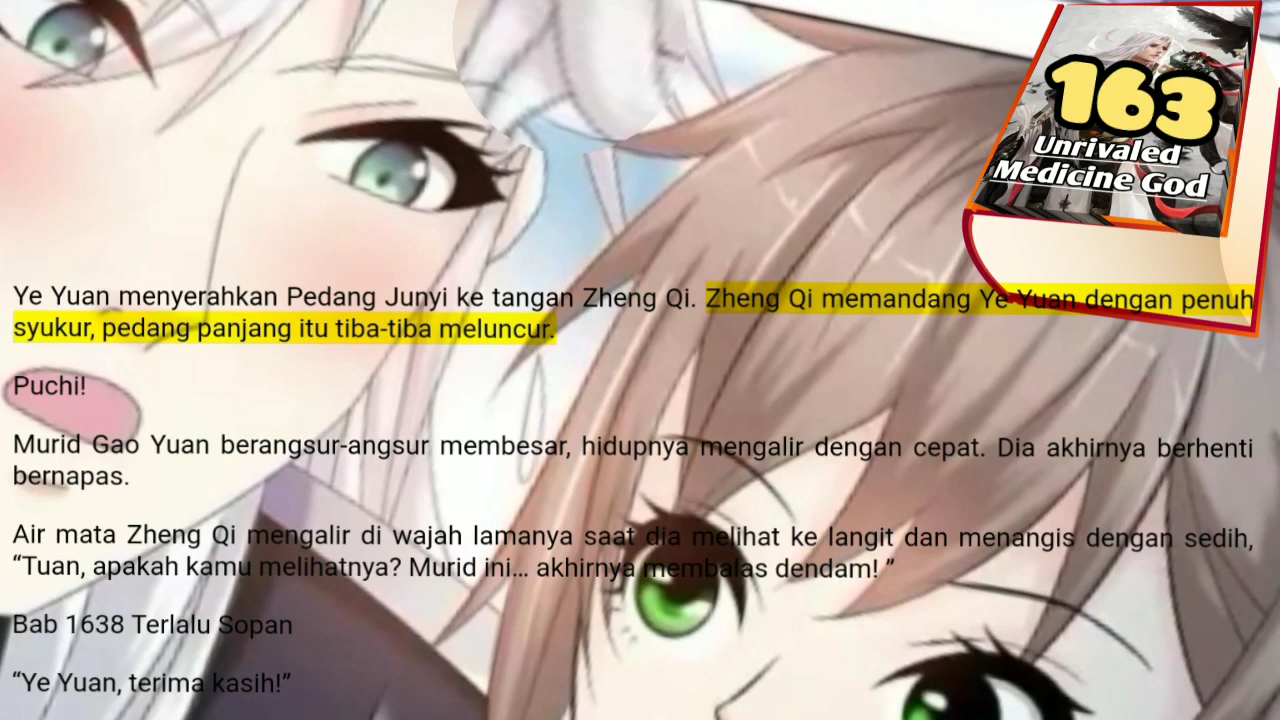 163
Unrivaled
Medicine God
Ye Yuan menyerahkan Pedang Junyi ke tangan Zheng Qi. Zheng Qi memandang Ye Yuan dengan penuh
syukur, pedang panjang itu tiba-tiba meluncur.
Puchi!
Murid Gao Yuan berangsur-angsur membesar, hidupnya mengalir dengan cepat. Dia akhirnya berhenti
bernapas.
Air mata Zheng Qi mengalir di wajah lamanya saat dia melihat ke langit dan menangis dengan sedih,
“Tuan, apakah kamu melihatnya? Murid ini… akhirnya membalas dendam! ”
Bab 1638 Terlalu Sopan
“Ye Yuan, terima kasih!”